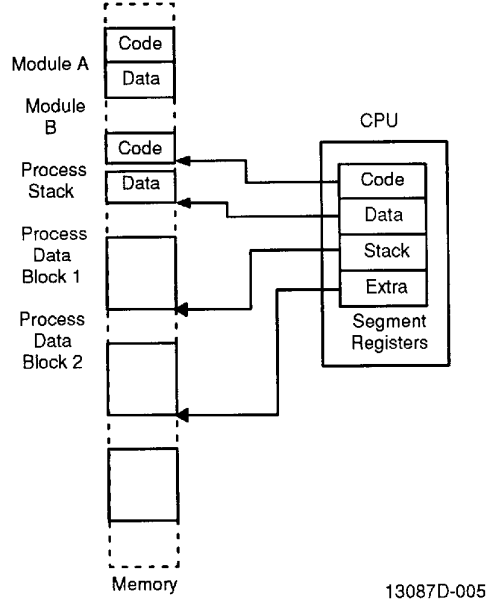 Code
Module A
Data
Module
B
Code
Process
Stack
Data
Process
Data
Block 1
Process
Data
Block 2
Memory
CPU
Code
Data
Stack
Extra
Segment
Registers
13087D-005